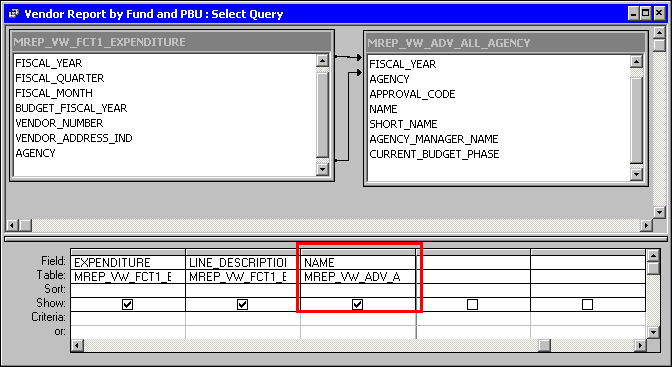 Vendor Report by Fund and PBU : Select Query
MREP_VW_FCT1_EXPENDITURE
FISCAL_YEAR
FISCAL_QUARTER
FISCAL_MONTH
BUDGET_FISCAL_YEAR
VENDOR_NUMBER
VENDOR_ADDRESS_IND
AGENCY
MREP_VW_ADV_ALL_AGENCY
FISCAL_YEAR
AGENCY
APPROVAL_CODE
NAME
SHORT_NAME
AGENCY_MANAGER_NAME
CURRENT_BUDGET_PHASE
Field: EXPENDITURE LINE_DESCRIPTIOI NAME
Table: MREP_VW_FCT1_E MREP_VW_FCT1_E MREP_VW_ADV_A
Sort:
Show:
Criteria:
or: